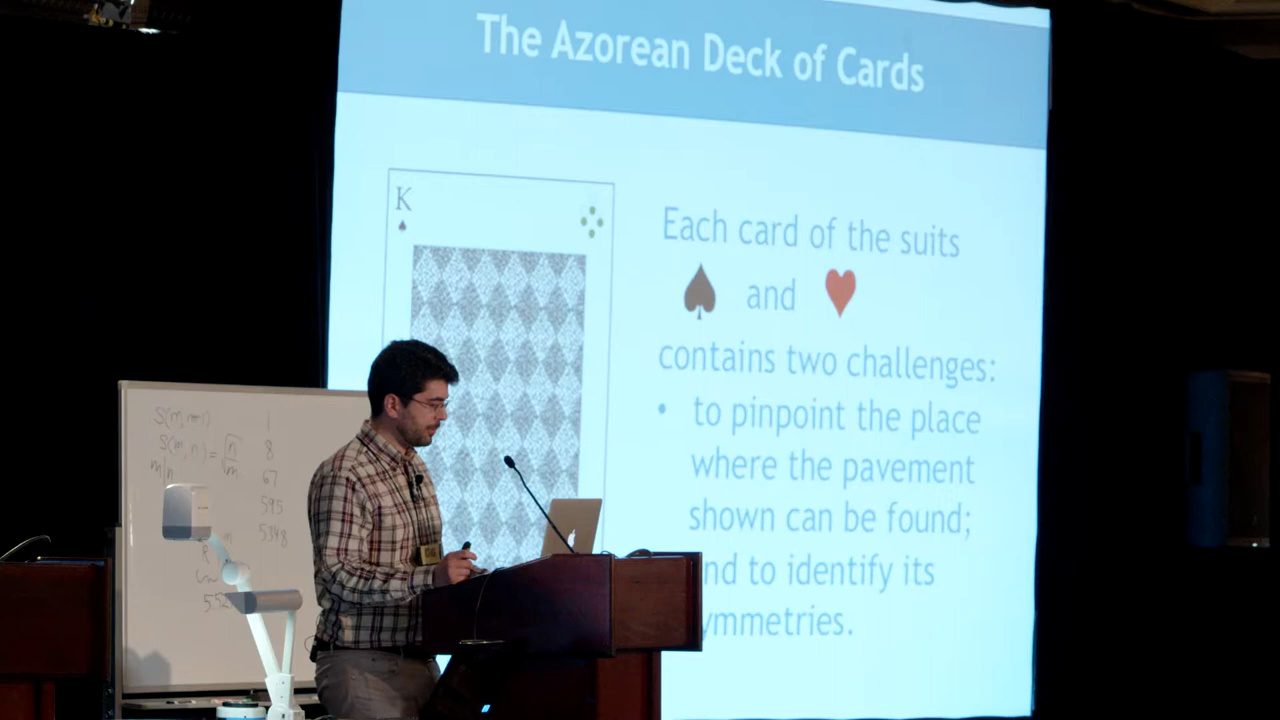 The Azorean Deck of Cards
K
Each card of the suits
and
contains two challenges:
• to pinpoint the place
where the pavement
shown can be found;
nd to identify its
ymmetries.
S(m,n+1)
1
S(m,n) = n
8
m
m|n
67
595
5348